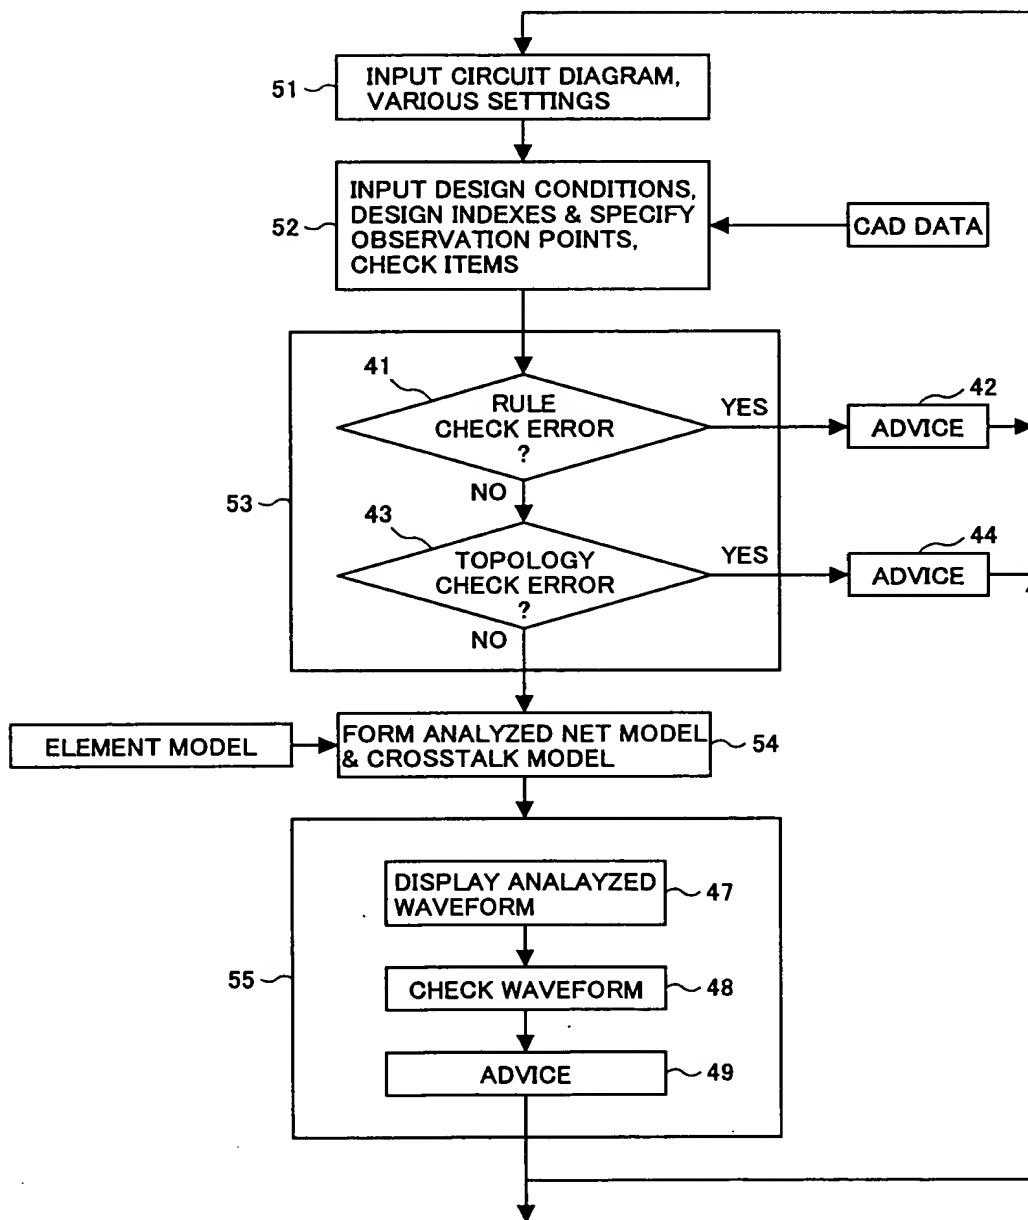 51
INPUT CIRCUIT DIAGRAM,
VARIOUS SETTINGS
52
INPUT DESIGN CONDITIONS,
DESIGN INDEXES & SPECIFY
OBSERVATION POINTS,
CHECK ITEMS
CAD DATA
53
41
RULE
CHECK ERROR
?
YES
42
ADVICE
NO
43
TOPOLOGY
CHECK ERROR
?
YES
44
ADVICE
NO
ELEMENT MODEL
FORM ANALYZED NET MODEL
& CROSSTALK MODEL
54
55
DISPLAY ANALAYZED
WAVEFORM
47
CHECK WAVEFORM
48
ADVICE
49